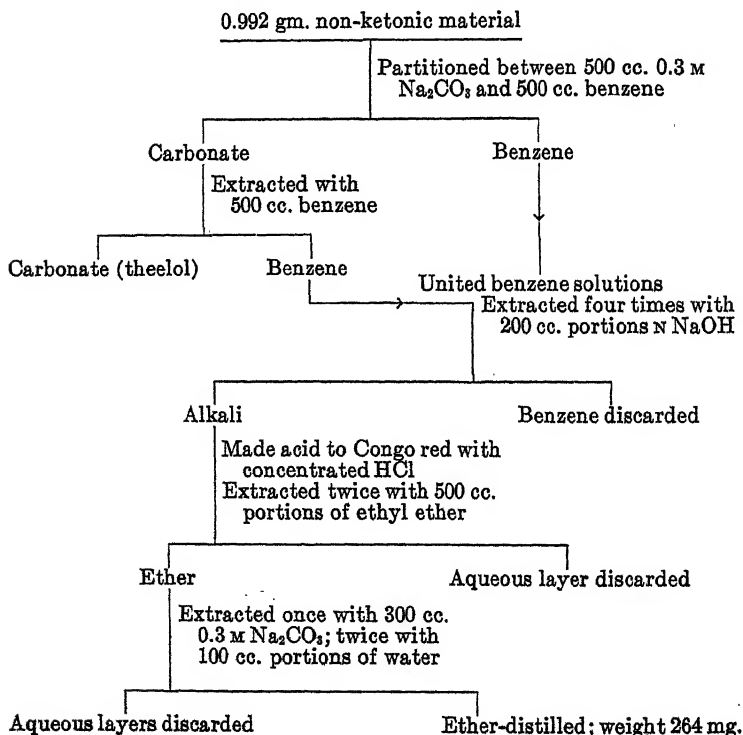 0.992 gm. non-ketonic material
Partitioned between 500 cc. 0.3 M
Na₂CO₃ and 500 cc. benzene
Carbonate
Benzene
Extracted with
500 cc. benzene
Carbonate (theelol)
Benzene
United benzene solutions
Extracted four times with
200 cc. portions N NaOH
Alkali
Benzene discarded
Made acid to Congo red with
concentrated HCl
Extracted twice with 500 cc.
portions of ethyl ether
Ether
Aqueous layer discarded
Extracted once with 300 cc.
0.3 M Na₂CO₃; twice with
100 cc. portions of water
Aqueous layers discarded
Ether-distilled; weight 264 mg.